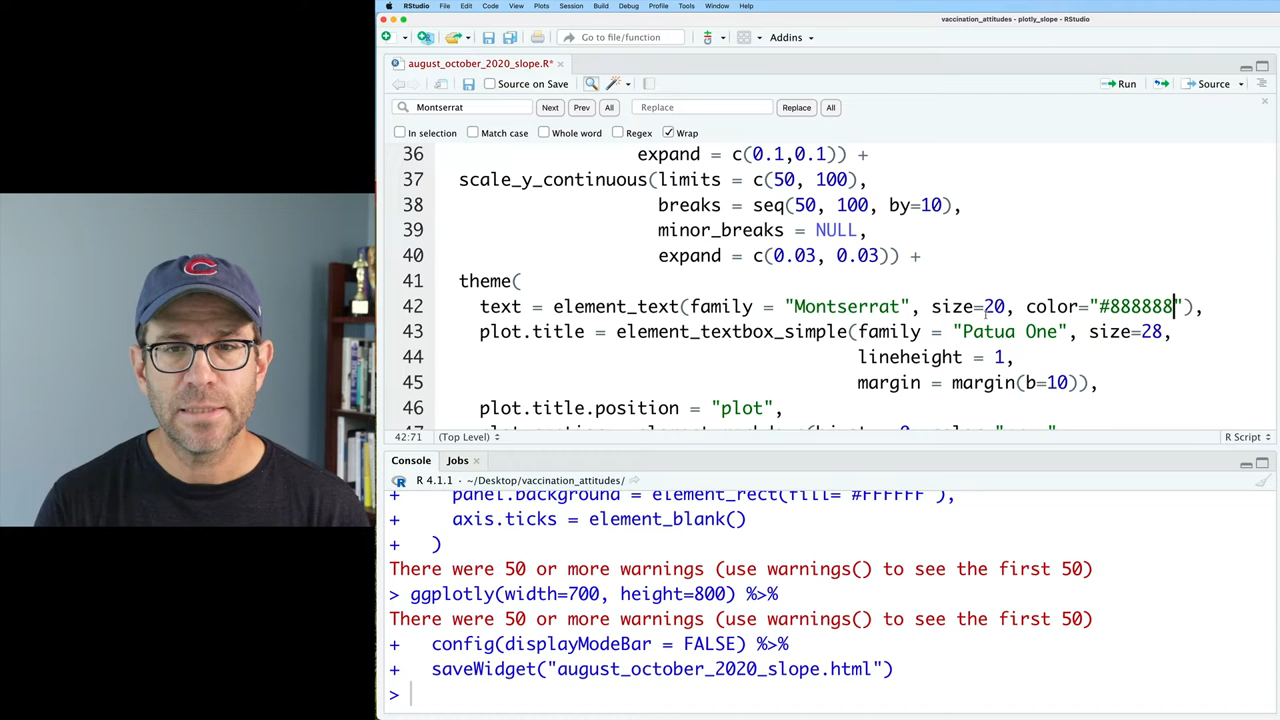 RStudio File Edit Code View Plots Session Build Debug Profile Tools Window Help
vaccination_attitudes - plotly_slope - RStudio
Go to file/function Addins
august_october_2020_slope.R*
Source on Save Run Source
Montserrat Next Prev All Replace Replace All
In selection Match case Whole word Regex Wrap
36 expand = c(0.1,0.1)) +
37 scale_y_continuous(limits = c(50, 100),
38 breaks = seq(50, 100, by=10),
39 minor_breaks = NULL,
40 expand = c(0.03, 0.03)) +
41 theme(
42 text = element_text(family = "Montserrat", size=20, color="#888888"),
43 plot.title = element_textbox_simple(family = "Patua One", size=28,
44 lineheight = 1,
45 margin = margin(b=10)),
46 plot.title.position = "plot",
42:71 (Top Level) R Script
Console Jobs
R 4.1.1 · ~/Desktop/vaccination_attitudes/
+ panel.background = element_rect(fill="#FFFFFF"),
+ axis.ticks = element_blank()
+ )
There were 50 or more warnings (use warnings() to see the first 50)
> ggplotly(width=700, height=800) %>%
There were 50 or more warnings (use warnings() to see the first 50)
+ config(displayModeBar = FALSE) %>%
+ saveWidget("august_october_2020_slope.html")
>